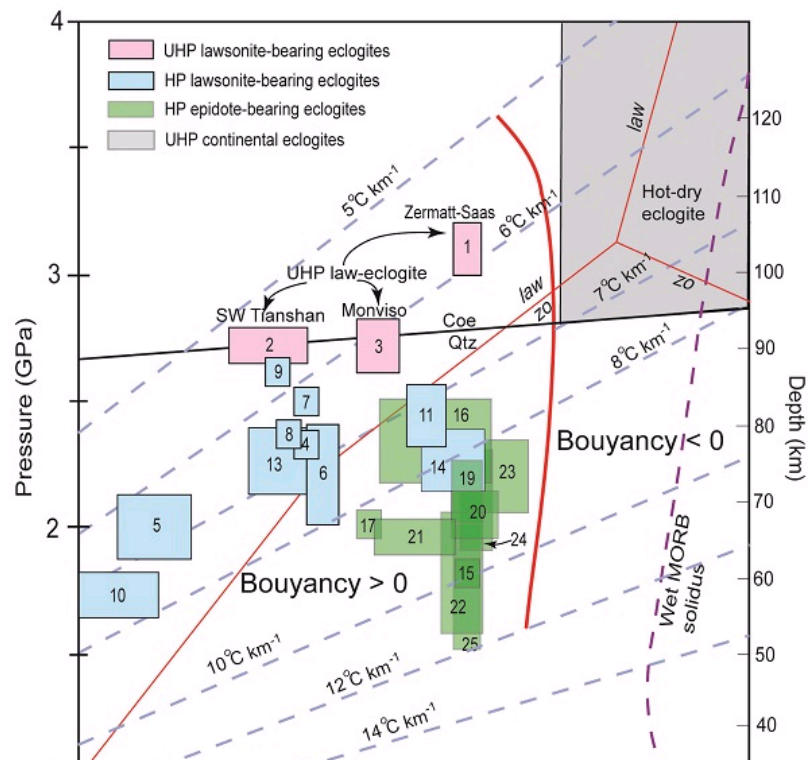 4
UHP lawsonite-bearing eclogites
HP lawsonite-bearing eclogites
HP epidote-bearing eclogites
UHP continental eclogites
law
120
5°C km-1
Hot-dry
eclogite
110
Zermatt-Saas
6°C km-1
1
UHP law-eclogite
3
100
7°C km-1
zo
law
zo
SW Tianshan
Monviso
Coe
Qtz
2
3
90
8°C km-1
9
7
11
16
80
Bouyancy < 0
8
4
13
6
14
19
23
70
5
2
17
21
20
24
Bouyancy > 0
15
60
10
22
Wet MORB
solidus
25
50
10°C km-1
12°C km-1
14°C km-1
40
Pressure (GPa)
Depth (km)